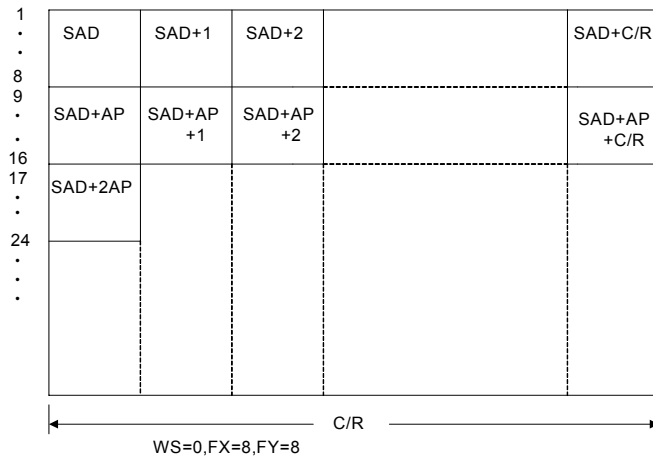 1
·
·
8
SAD
SAD+1
SAD+2
SAD+C/R
9
·
·
16
SAD+AP
SAD+AP
+1
SAD+AP
+2
SAD+AP
+C/R
17
·
·
24
SAD+2AP
·
·
·
C/R
WS=0,FX=8,FY=8